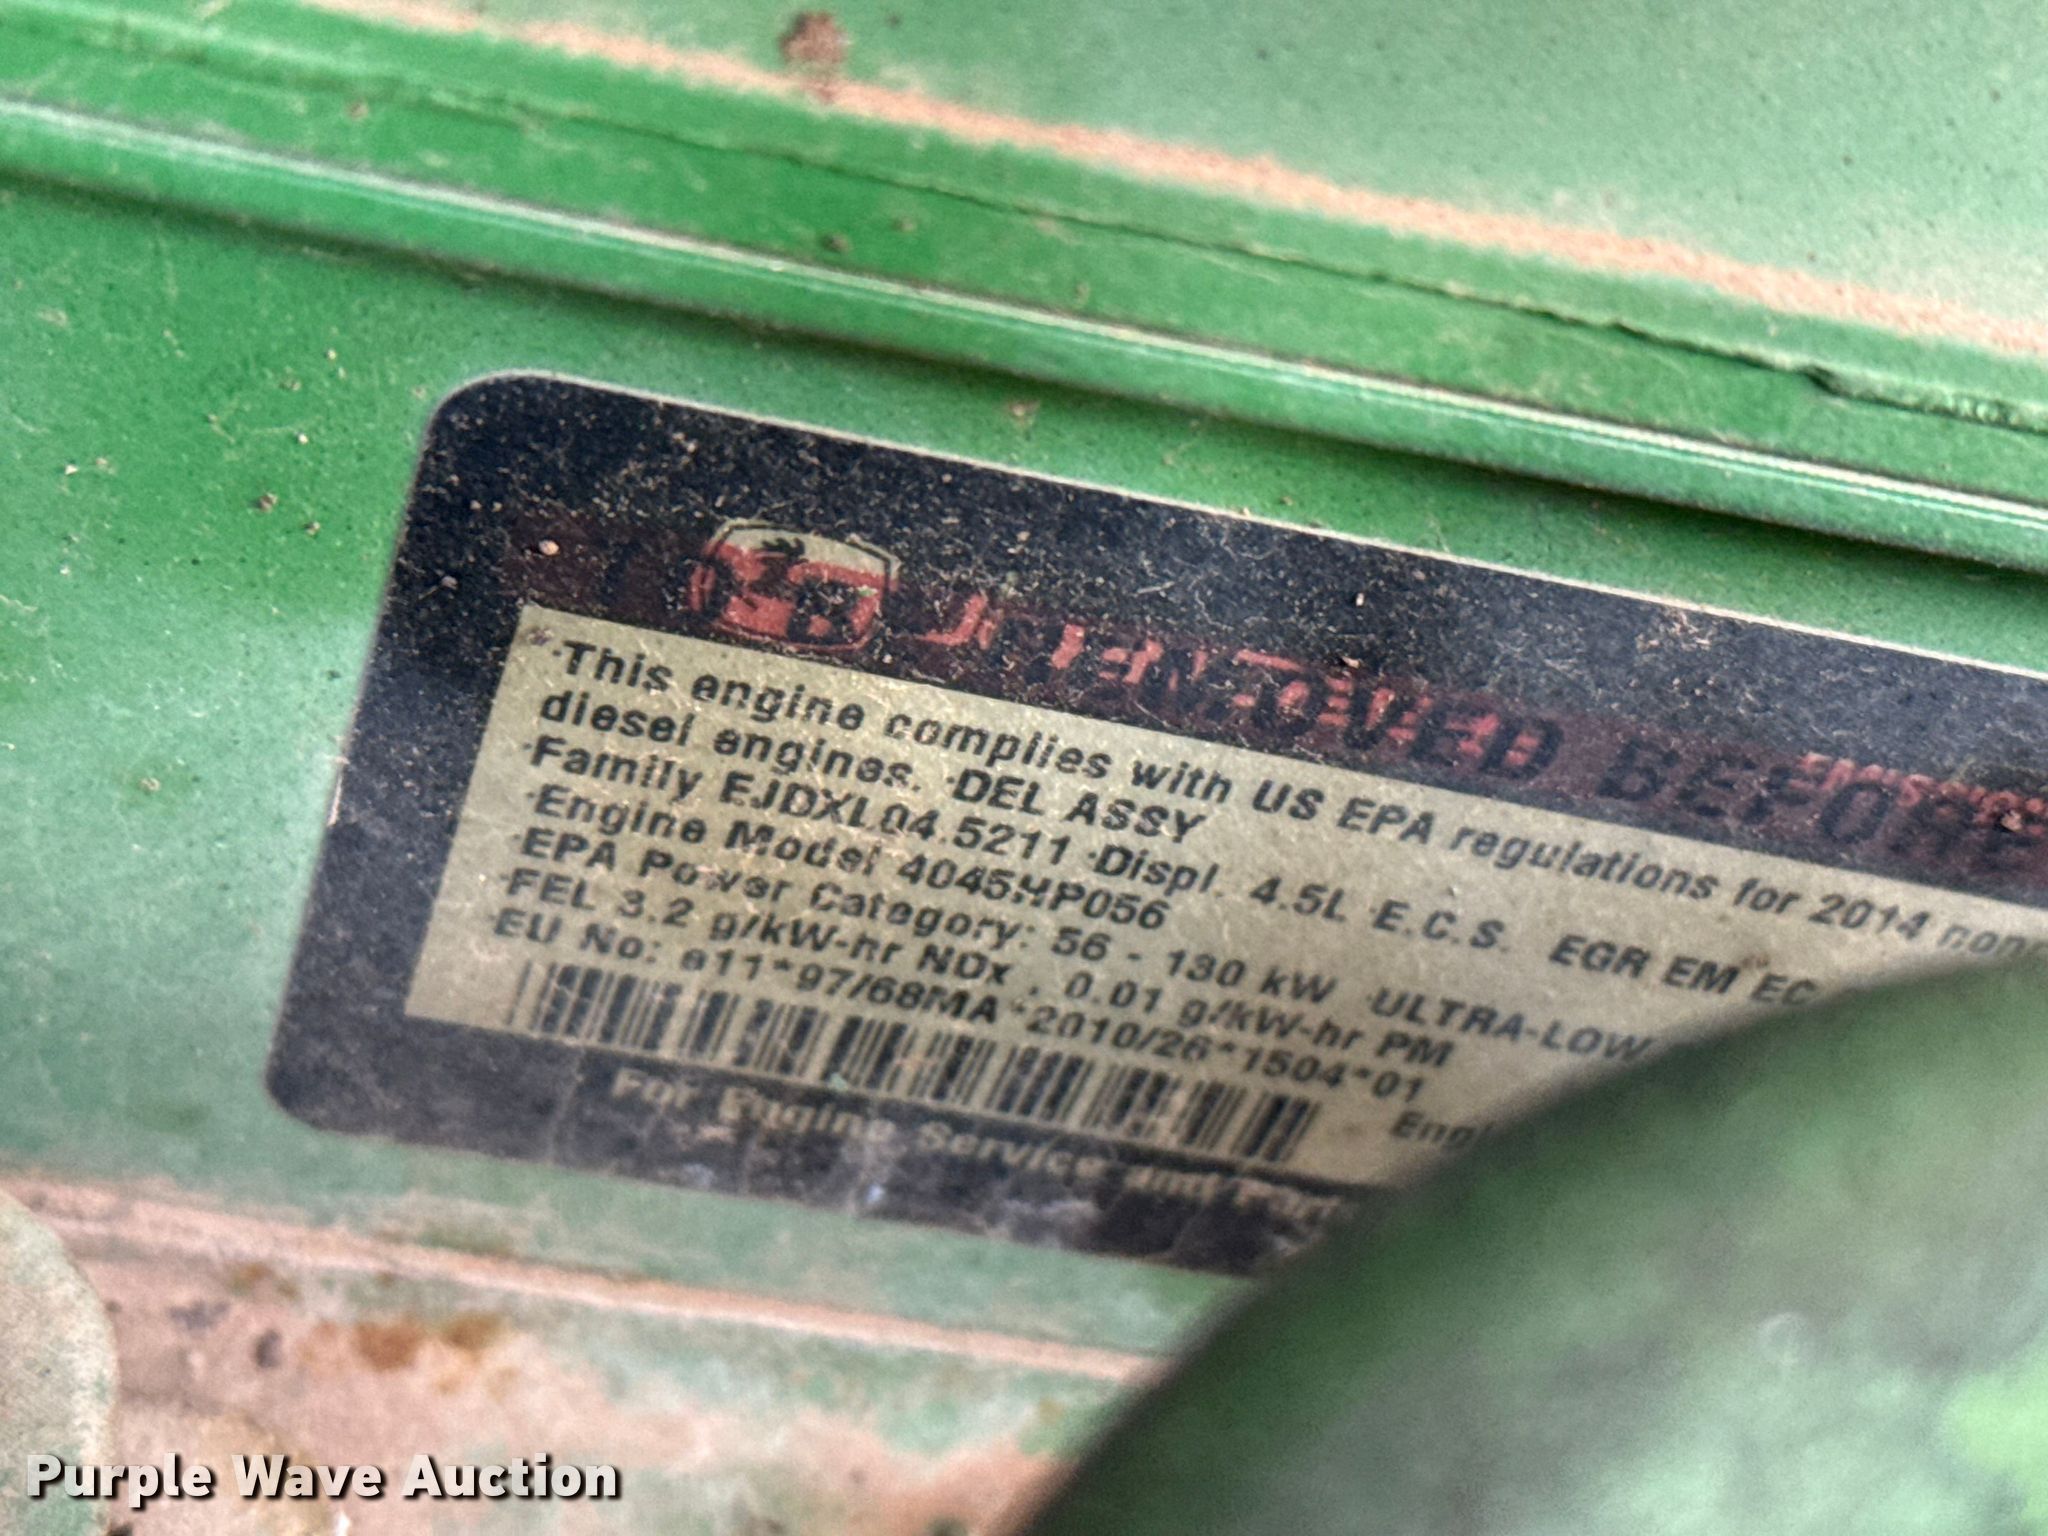 REMOVED BEFORE
This engine complies with US EPA regulations for 2014
diesel engines. DEL ASSY
Family EJDXL04.5211 Displ. 4.5L E.C.S. EGR EM EC
Engine Model 4045HP056
EPA Power Category: 56 - 130 kW ULTRA-LOW
FEL 3.2 g/kW-hr NOx, 0.01 g/kW-hr PM
EU No: e11*97/68MA*2010/26*1504*01
For Engine Service and Part
Purple Wave Auction